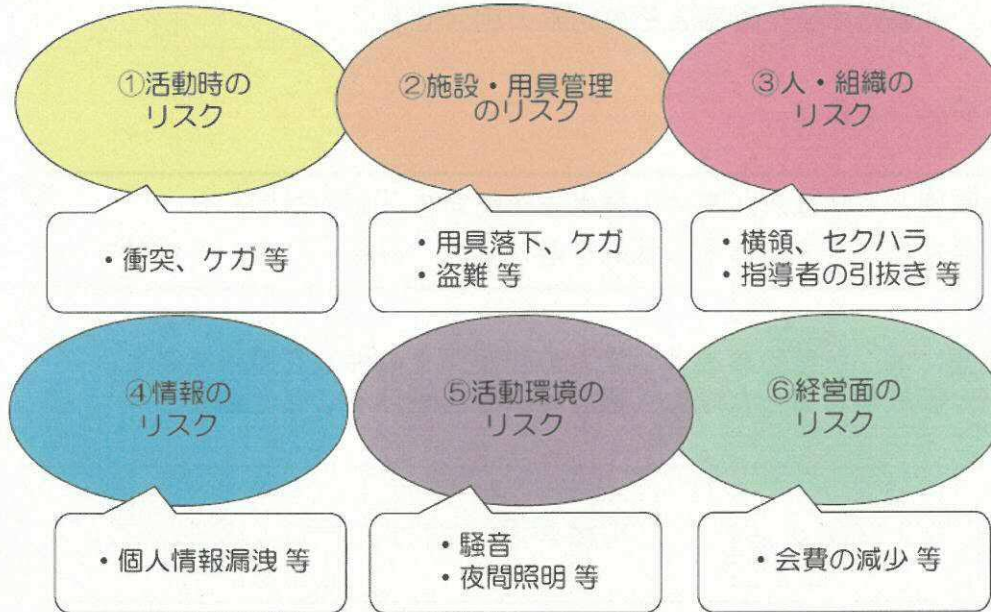 ①活動時の
リスク
②施設・用具管理
のリスク
③人・組織の
リスク
・衝突、ケガ 等
・用具落下、ケガ
・盗難 等
・横領、セクハラ
・指導者の引抜き 等
④情報の
リスク
⑤活動環境の
リスク
⑥経営面の
リスク
・個人情報漏洩 等
・騒音
・夜間照明 等
・会費の減少 等